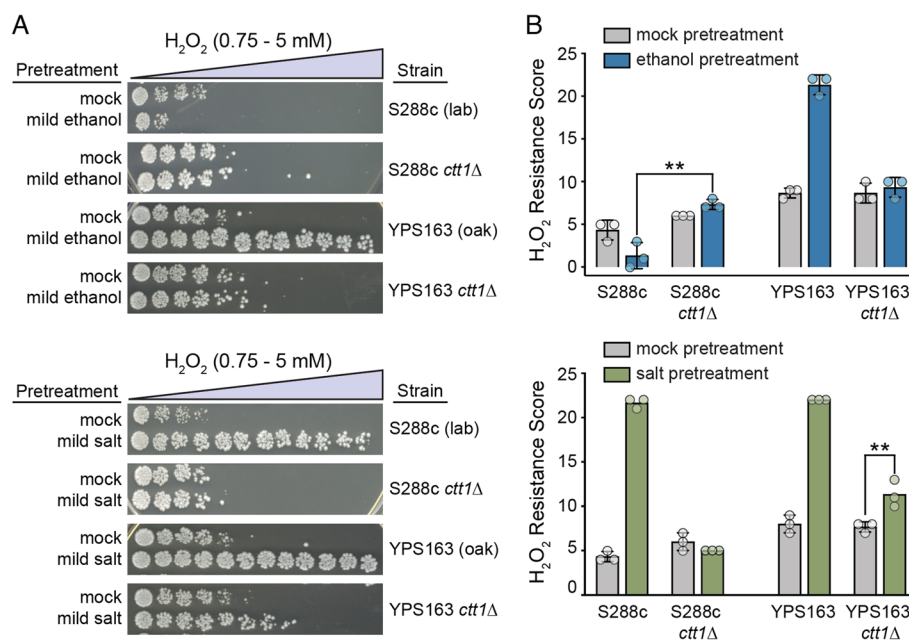 A
H2O2 (0.75 - 5 mM)
Pretreatment
Strain
mock
mild ethanol
S288c (lab)
mock
mild ethanol
S288c ctt1Δ
mock
mild ethanol
YPS163 (oak)
mock
mild ethanol
YPS163 ctt1Δ
H2O2 (0.75 - 5 mM)
Pretreatment
Strain
mock
mild salt
S288c (lab)
mock
mild salt
S288c ctt1Δ
mock
mild salt
YPS163 (oak)
mock
mild salt
YPS163 ctt1Δ
B
mock pretreatment
ethanol pretreatment
H2O2 Resistance Score
25
20
15
10
5
0
**
S288c
S288c
ctt1Δ
YPS163
YPS163
ctt1Δ
mock pretreatment
salt pretreatment
H2O2 Resistance Score
25
20
15
10
5
0
**
S288c
S288c
ctt1Δ
YPS163
YPS163
ctt1Δ